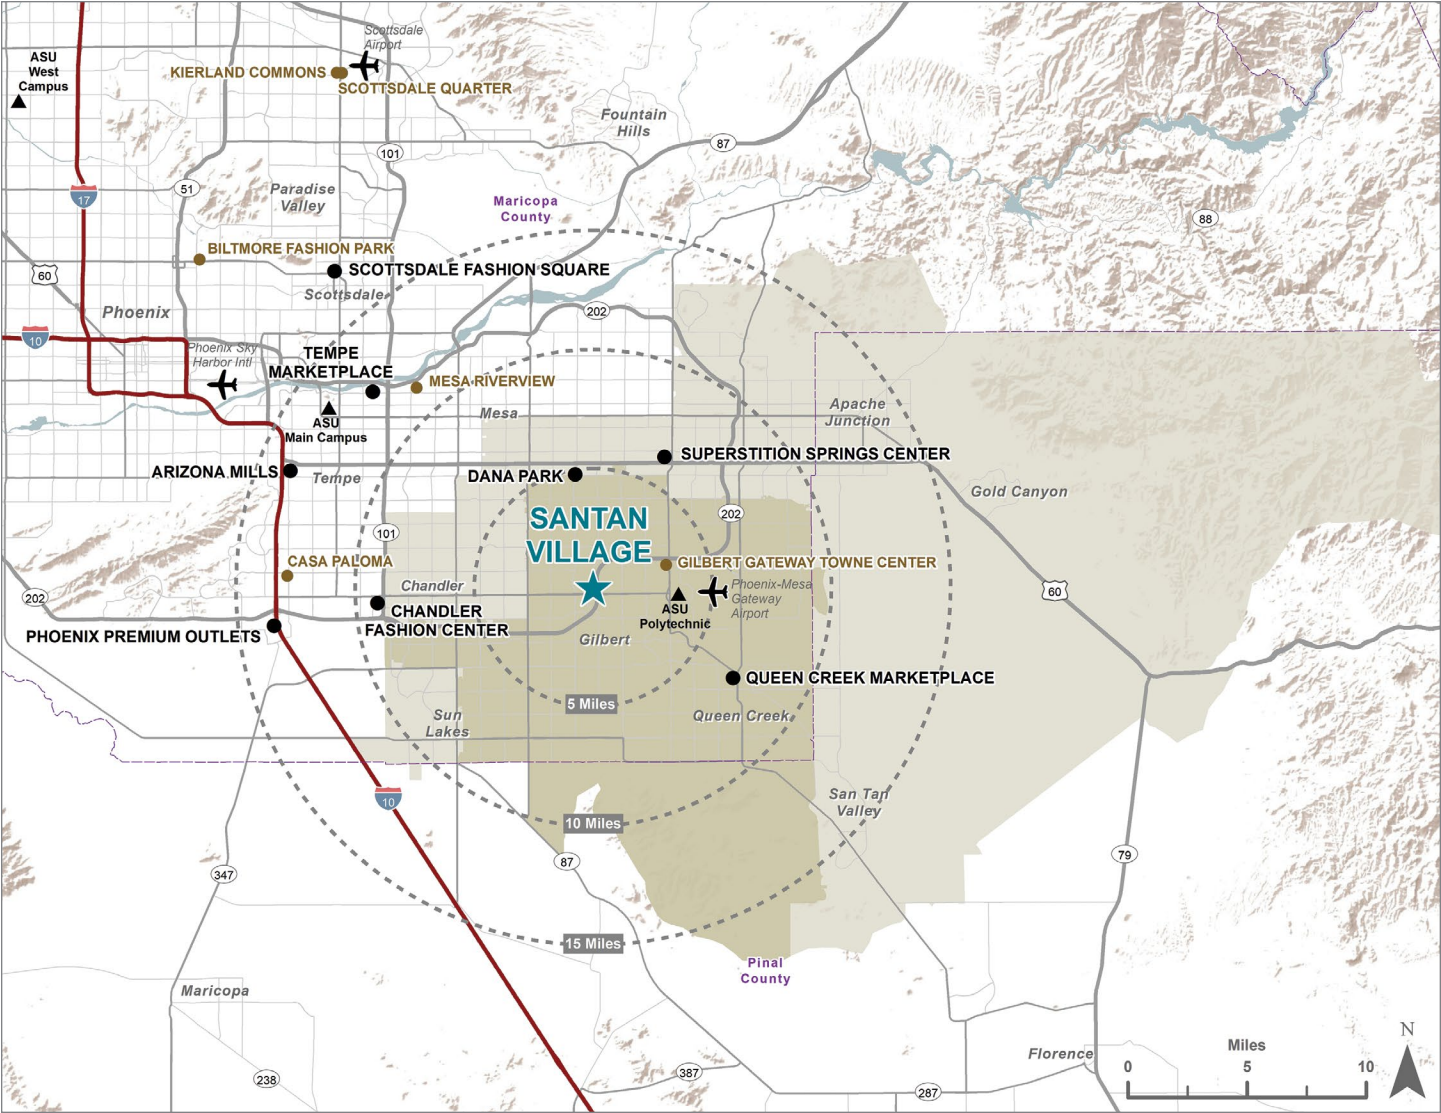 Scottsdale
Airport
ASU
West
Campus
KIERLAND COMMONS
SCOTTSDALE QUARTER
Fountain
Hills
87
101
17
51
Paradise
Valley
Maricopa
County
88
BILTMORE FASHION PARK
60
SCOTTSDALE FASHION SQUARE
Scottsdale
Phoenix
202
10
Phoenix Sky
Harbor Intl
TEMPE
MARKETPLACE
MESA RIVERVIEW
Mesa
Apache
Junction
ASU
Main Campus
SUPERSTITION SPRINGS CENTER
ARIZONA MILLS
Tempe
DANA PARK
Gold Canyon
SANTAN
VILLAGE
202
101
CASA PALOMA
GILBERT GATEWAY TOWNE CENTER
Chandler
Phoenix-Mesa
Gateway
Airport
60
202
ASU
Polytechnic
CHANDLER
FASHION CENTER
PHOENIX PREMIUM OUTLETS
Gilbert
QUEEN CREEK MARKETPLACE
5 Miles
Sun
Lakes
Queen Creek
10
San Tan
Valley
10 Miles
87
79
347
15 Miles
Pinal
County
Maricopa
N
Miles
Florence
0 5 10
238
387
287